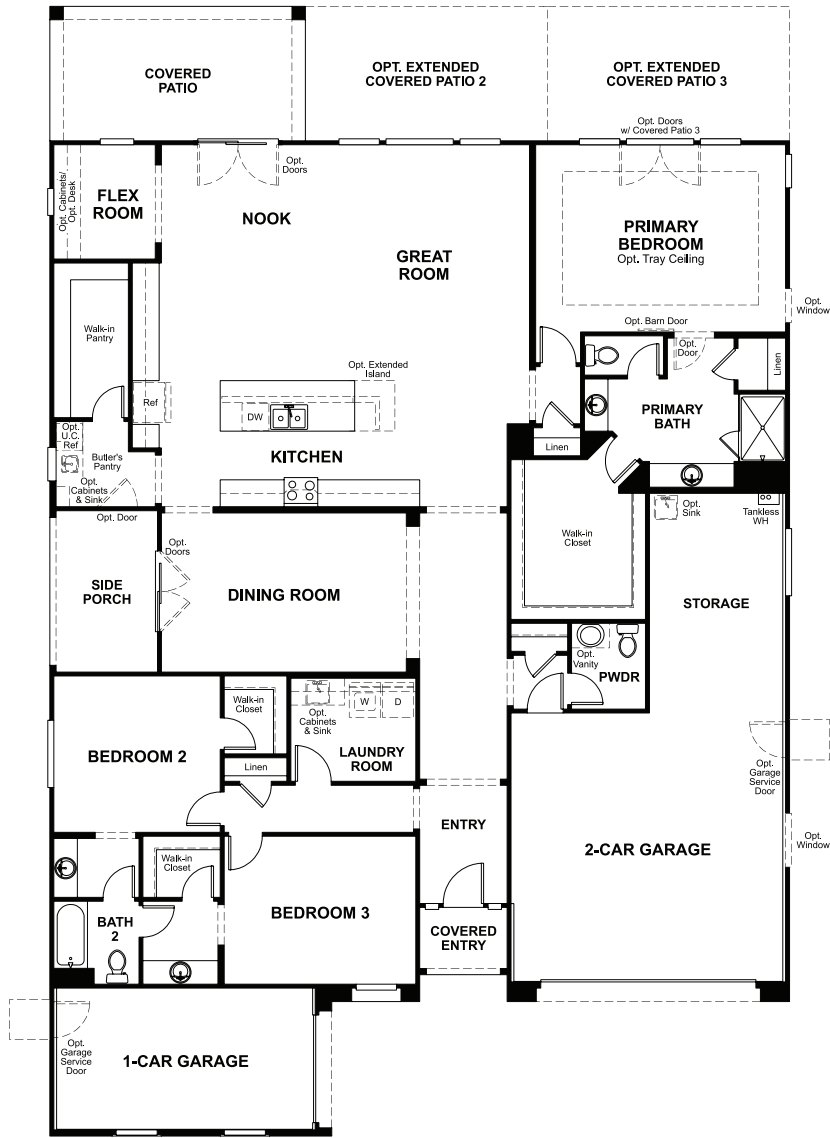 COVERED
PATIO
OPT. EXTENDED
COVERED PATIO 2
OPT. EXTENDED
COVERED PATIO 3
Opt. Doors
w/ Covered Patio 3
Opt.
Doors
Opt. Cabinets/
Opt. Desk
FLEX
ROOM
NOOK
GREAT
ROOM
PRIMARY
BEDROOM
Opt. Tray Ceiling
Opt.
Window
Walk-in
Pantry
Opt. Barn Door
Opt.
Door
Linen
Opt. Extended
Island
Ref
DW
PRIMARY
BATH
Opt.
U.C.
Ref
Butler's
Pantry
Opt.
Cabinets
& Sink
KITCHEN
Linen
Opt. Door
Opt.
Doors
Walk-in
Closet
Opt.
Sink
Tankless
WH
SIDE
PORCH
DINING ROOM
STORAGE
Opt.
Vanity
PWDR
Walk-in
Closet
Opt.
Cabinets
& Sink
W
D
BEDROOM 2
LAUNDRY
ROOM
Linen
Opt.
Garage
Service
Door
ENTRY
2-CAR GARAGE
Opt.
Window
Walk-in
Closet
BATH
2
BEDROOM 3
COVERED
ENTRY
Opt.
Garage
Service
Door
1-CAR GARAGE